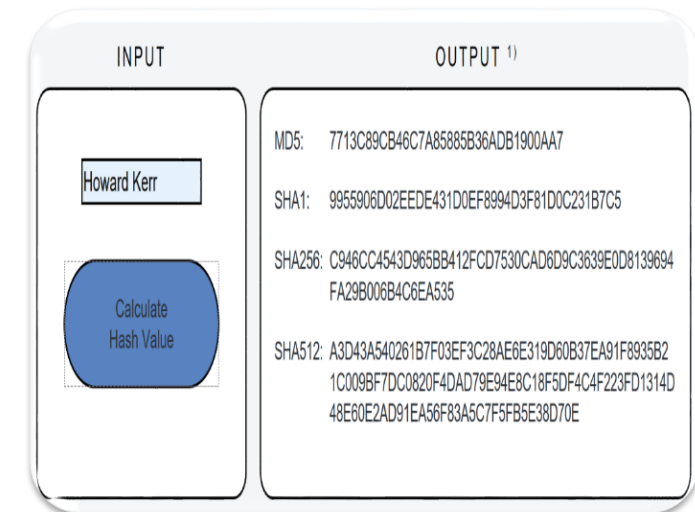 INPUT
OUTPUT 1)
Howard Kerr
Calculate
Hash Value
MD5: 7713C89CB46C7A85885B36ADB1900AA7
SHA1: 9955906D02EEDE431D0EF8994D3F81D0C231B7C5
SHA256: C946CC4543D965BB412FCD7530CAD6D9C3639E0D8139694
FA29B006B4C6EA535
SHA512: A3D43A540261B7F03EF3C28AE6E319D60B37EA91F8935B2
1C009BF7DC0820F4DAD79E94E8C18F5DF4C4F223FD1314D
48E60E2AD91EA56F83A5C7F5FB5E38D70E